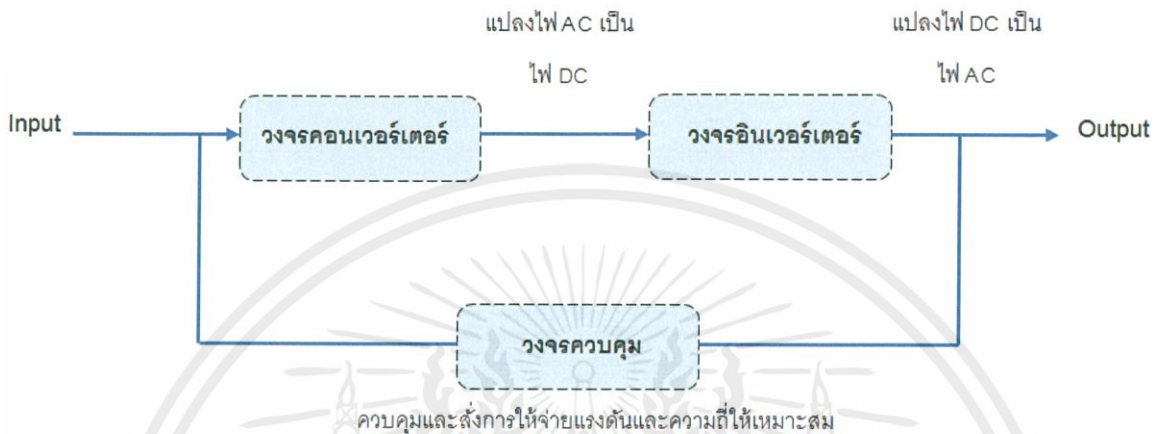 แปลงไฟ AC เป็น
ไฟ DC
แปลงไฟ DC เป็น
ไฟ AC
Input
วงจรคอนเวอร์เตอร์
วงจรอินเวอร์เตอร์
Output
วงจรควบคุม
ควบคุมและสั่งการให้จ่ายแรงดันและความถี่ให้เหมาะสม